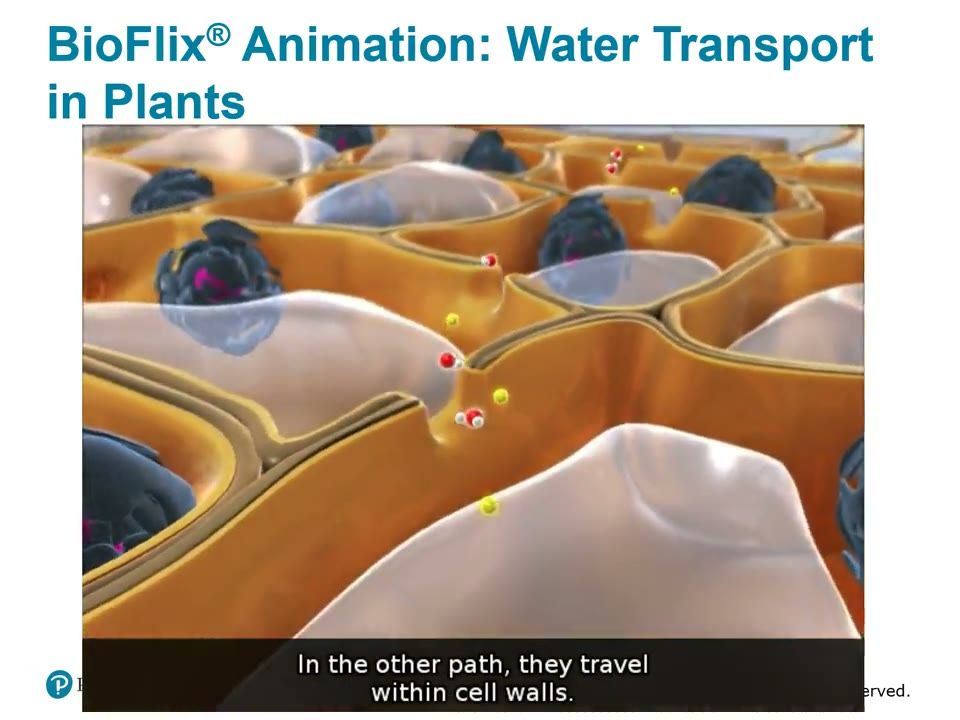 BioFlix® Animation: Water Transport
in Plants
In the other path, they travel
within cell walls.
P
erved.